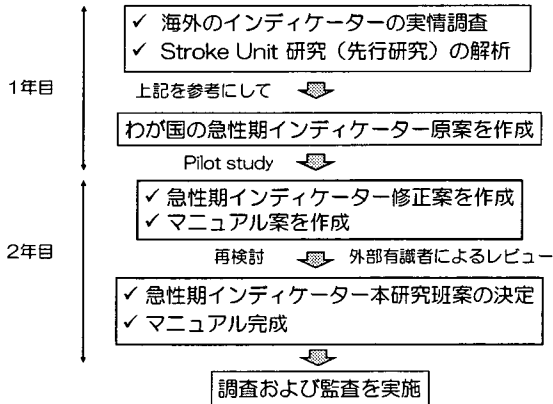 ✓ 海外のインディケーターの実情調査
✓ Stroke Unit 研究（先行研究）の解析
1年目
上記を参考にして
わが国の急性期インディケーター原案を作成
Pilot study
✓ 急性期インディケーター修正案を作成
✓ マニュアル案を作成
2年目
再検討 外部有識者によるレビュー
✓ 急性期インディケーター本研究班案の決定
✓ マニュアル完成
調査および監査を実施